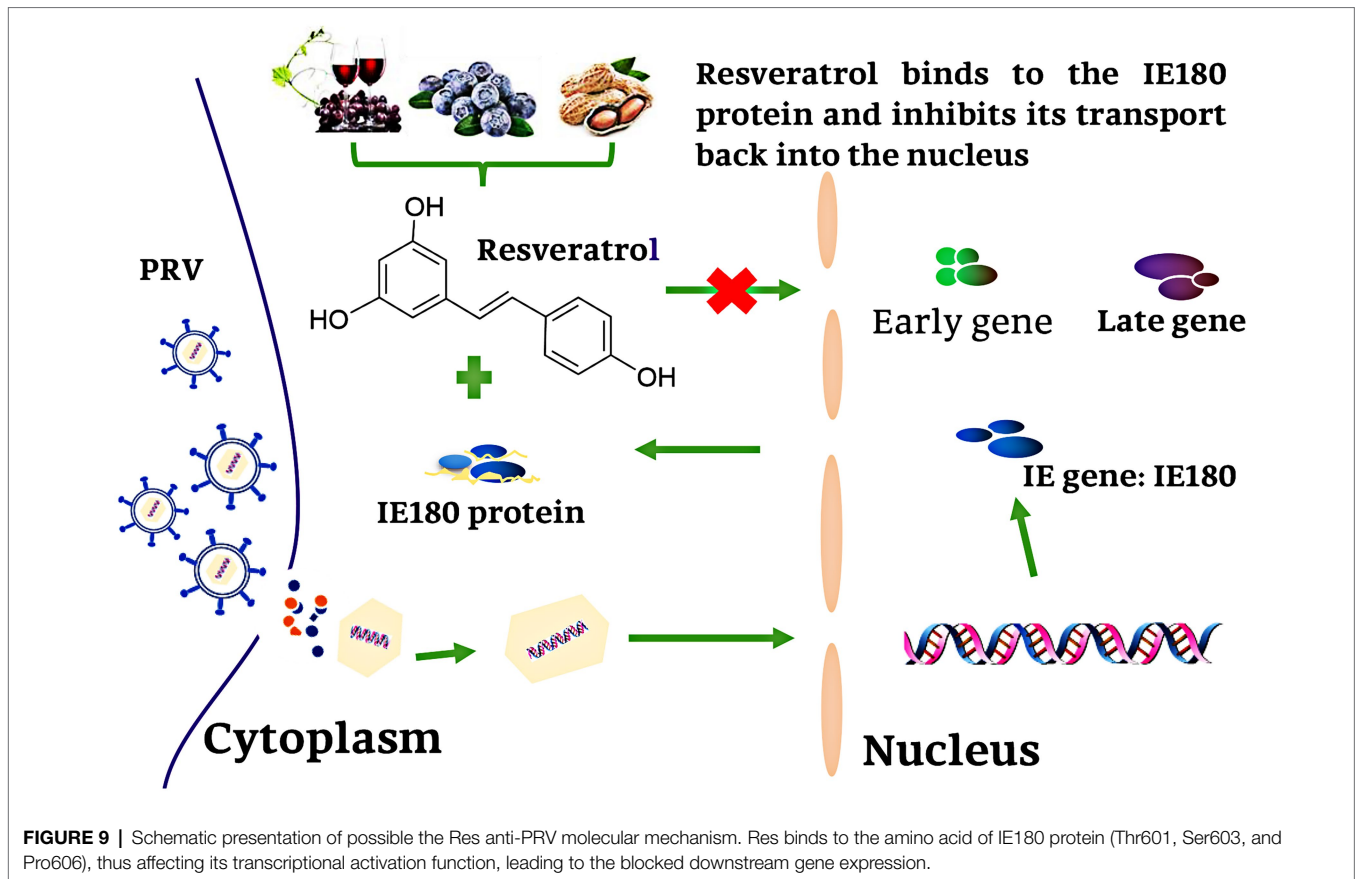 Resveratrol binds to the IE180
protein and inhibits its transport
back into the nucleus
OH
Resveratrol
HO
OH
PRV
Early gene
Late gene
IE180 protein
IE gene: IE180
Cytoplasm
Nucleus
FIGURE 9 | Schematic presentation of possible the Res anti-PRV molecular mechanism. Res binds to the amino acid of IE180 protein (Thr601, Ser603, and
Pro606), thus affecting its transcriptional activation function, leading to the blocked downstream gene expression.